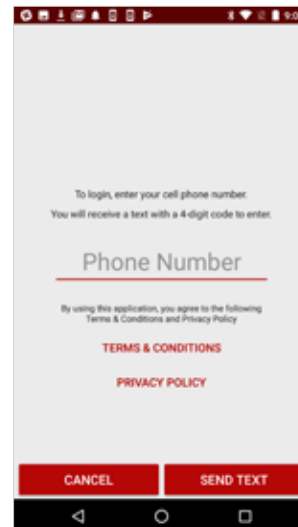 9:0
To login, enter your cell phone number.
You will receive a text with a 4-digit code to enter.
Phone Number
By using this application, you agree to the following
Terms & Conditions and Privacy Policy
TERMS & CONDITIONS
PRIVACY POLICY
CANCEL
SEND TEXT